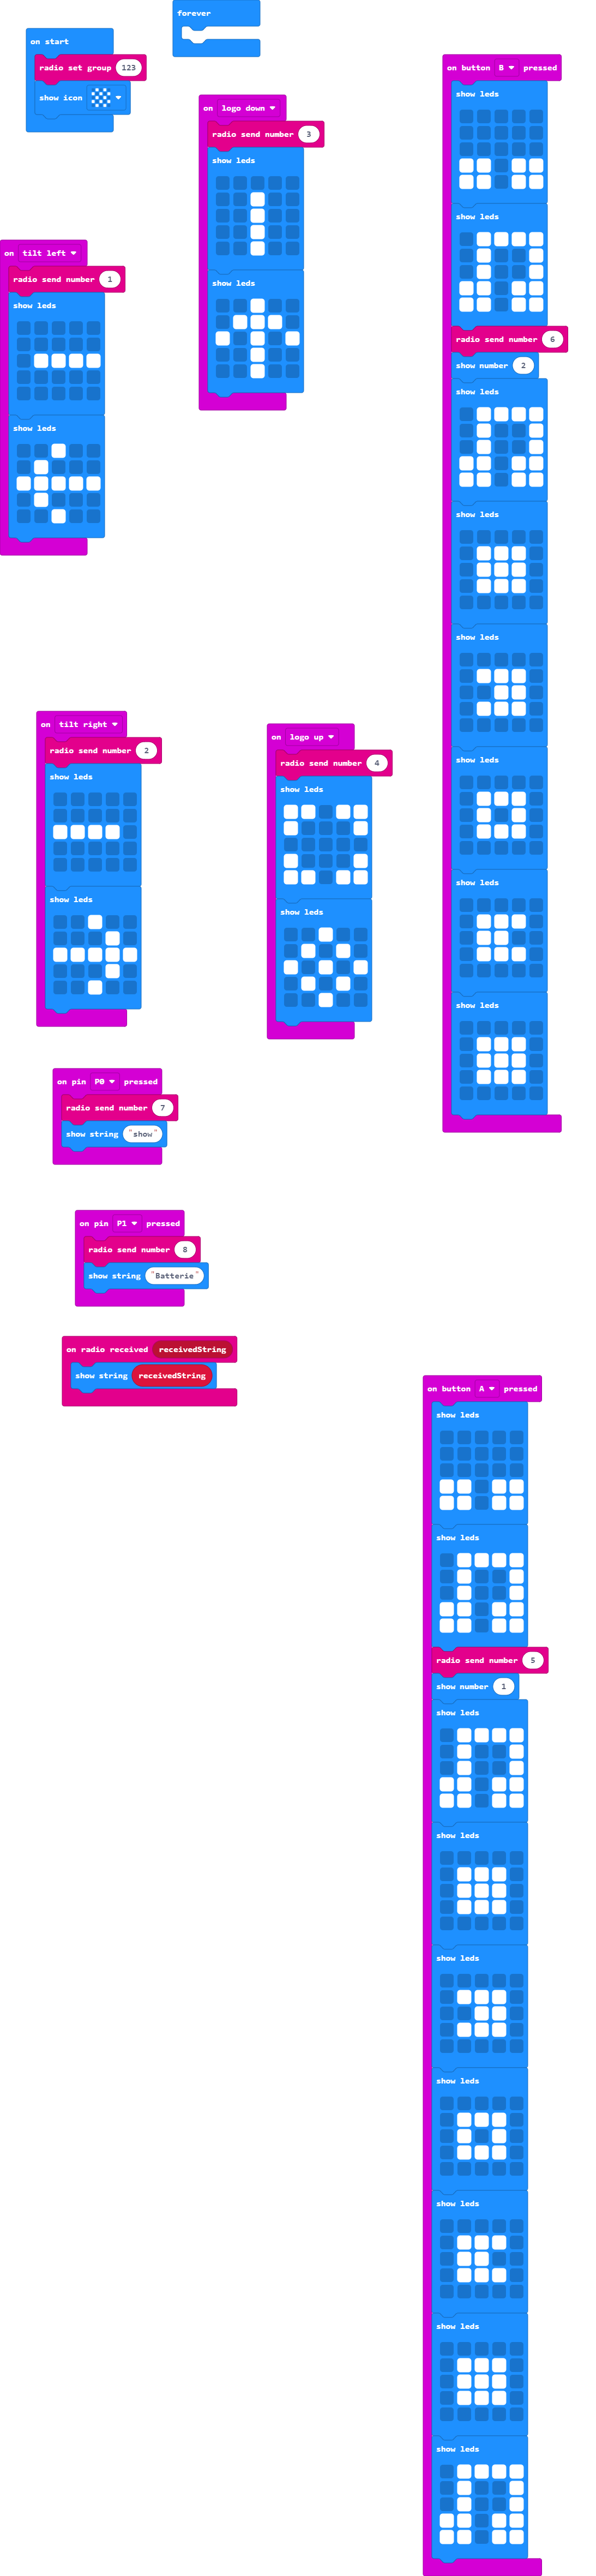 forever
on start
radio set group 123
show icon
on button B pressed
show leds
show leds
radio send number 6
show number 2
show leds
show leds
show leds
show leds
show leds
show leds
on logo down
radio send number 3
show leds
show leds
on tilt left
radio send number 1
show leds
show leds
on tilt right
radio send number 2
show leds
show leds
on logo up
radio send number 4
show leds
show leds
on pin P0 pressed
radio send number 7
show string "show"
on pin P1 pressed
radio send number 8
show string "Batterie"
on radio received receivedString
show string receivedString
on button A pressed
show leds
show leds
radio send number 5
show number 1
show leds
show leds
show leds
show leds
show leds
show leds
show leds